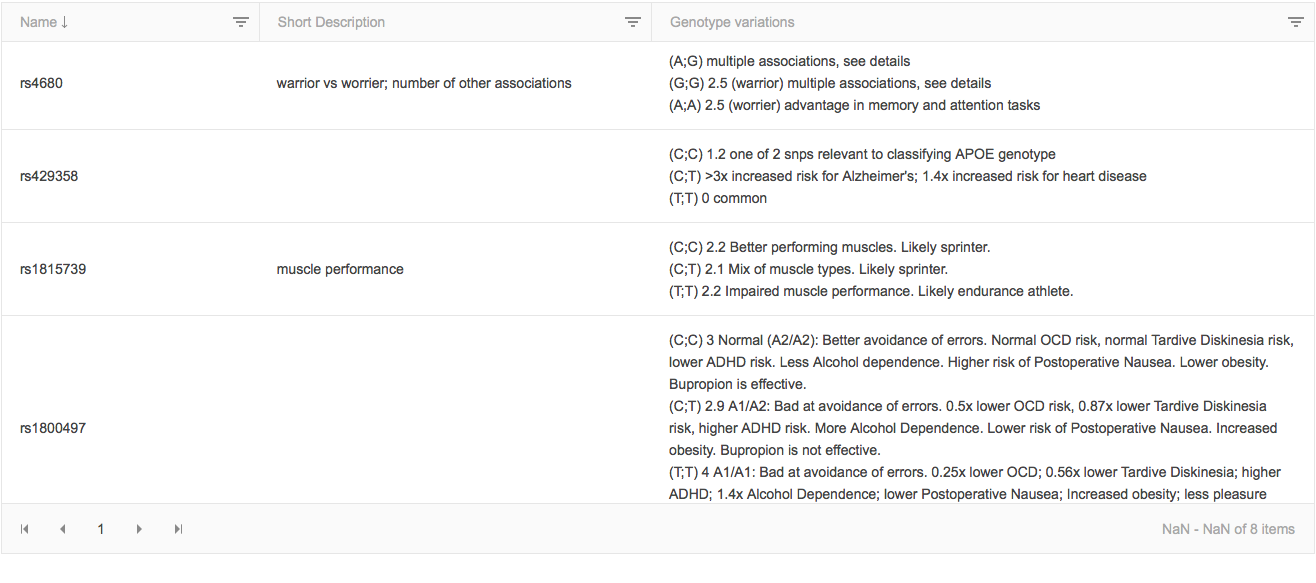 Name ↓ Short Description Genotype variations
rs4680 warrior vs worrier; number of other associations
(A;G) multiple associations, see details
(G;G) 2.5 (warrior) multiple associations, see details
(A;A) 2.5 (worrier) advantage in memory and attention tasks
rs429358
(C;C) 1.2 one of 2 snps relevant to classifying APOE genotype
(C;T) >3x increased risk for Alzheimer's; 1.4x increased risk for heart disease
(T;T) 0 common
rs1815739 muscle performance
(C;C) 2.2 Better performing muscles. Likely sprinter.
(C;T) 2.1 Mix of muscle types. Likely sprinter.
(T;T) 2.2 Impaired muscle performance. Likely endurance athlete.
rs1800497
(C;C) 3 Normal (A2/A2): Better avoidance of errors. Normal OCD risk, normal Tardive Diskinesia risk,
lower ADHD risk. Less Alcohol dependence. Higher risk of Postoperative Nausea. Lower obesity.
Bupropion is effective.
(C;T) 2.9 A1/A2: Bad at avoidance of errors. 0.5x lower OCD risk, 0.87x lower Tardive Diskinesia
risk, higher ADHD risk. More Alcohol Dependence. Lower risk of Postoperative Nausea. Increased
obesity. Bupropion is not effective.
(T;T) 4 A1/A1: Bad at avoidance of errors. 0.25x lower OCD; 0.56x lower Tardive Diskinesia; higher
ADHD; 1.4x Alcohol Dependence; lower Postoperative Nausea; Increased obesity; less pleasure
1
NaN - NaN of 8 items